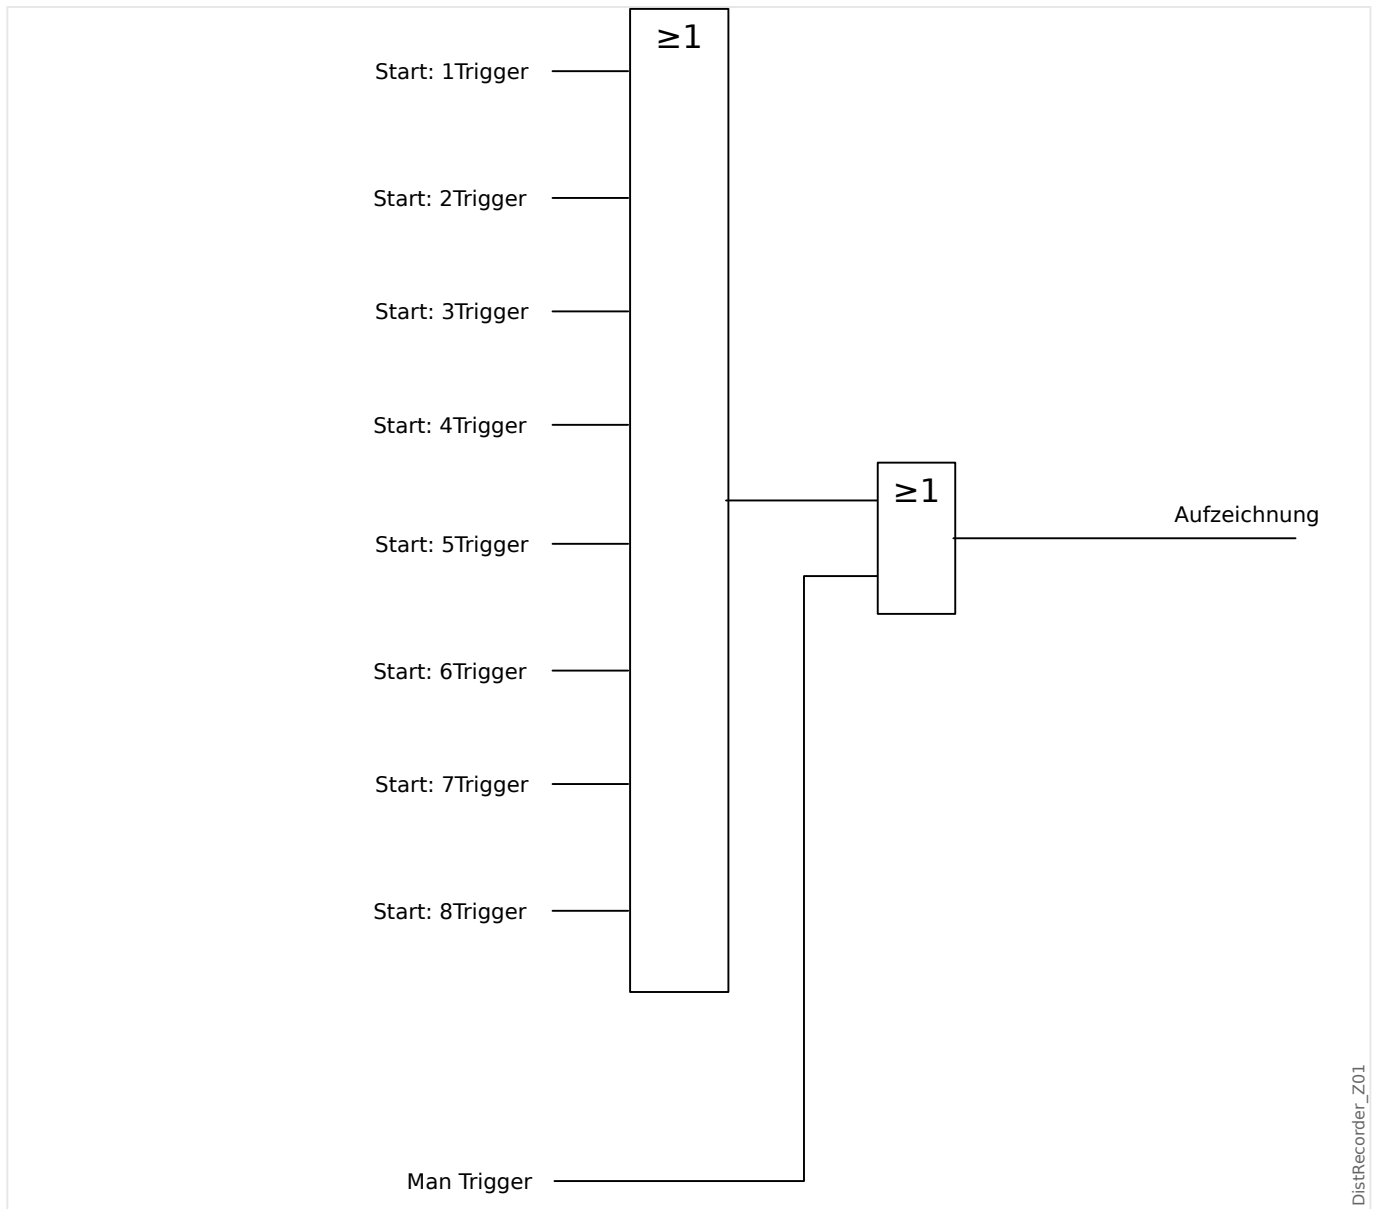 ≥1
Start: 1Trigger
Start: 2Trigger
Start: 3Trigger
Start: 4Trigger
≥1
Aufzeichnung
Start: 5Trigger
Start: 6Trigger
Start: 7Trigger
Start: 8Trigger
Man Trigger
DistRecorder_Z01